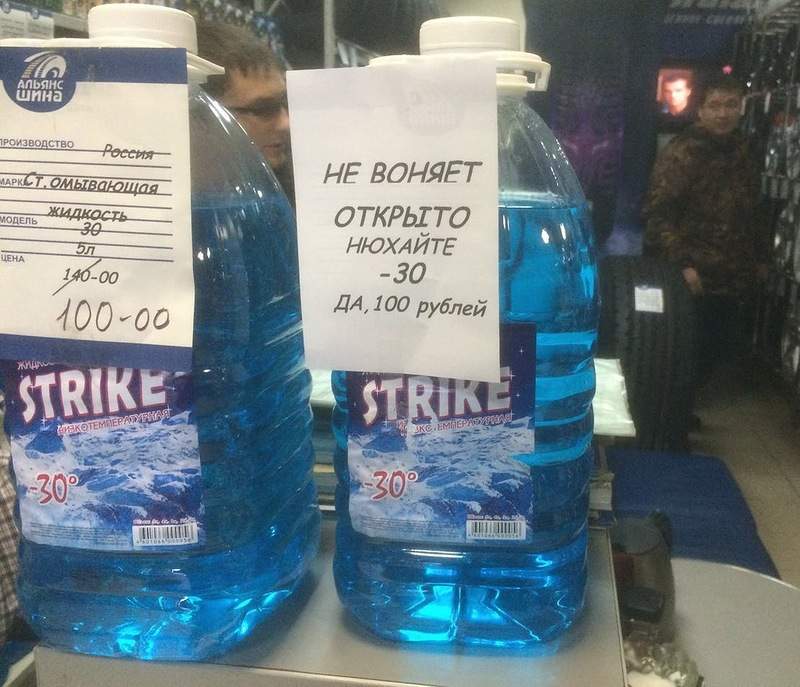 АЛЬЯНС
ШИНА
ПРОИЗВОДСТВО Россия
МАРКА Ст. омывающая
жидкость
МОДЕЛЬ 30
5л
ЦЕНА
140-00
100-00
STRIKE
НИЗКОТЕМПЕРАТУРНАЯ
-30°
НЕ ВОНЯЕТ
ОТКРЫТО
НЮХАЙТЕ
-30
ДА, 100 рублей
STRIKE
-30°